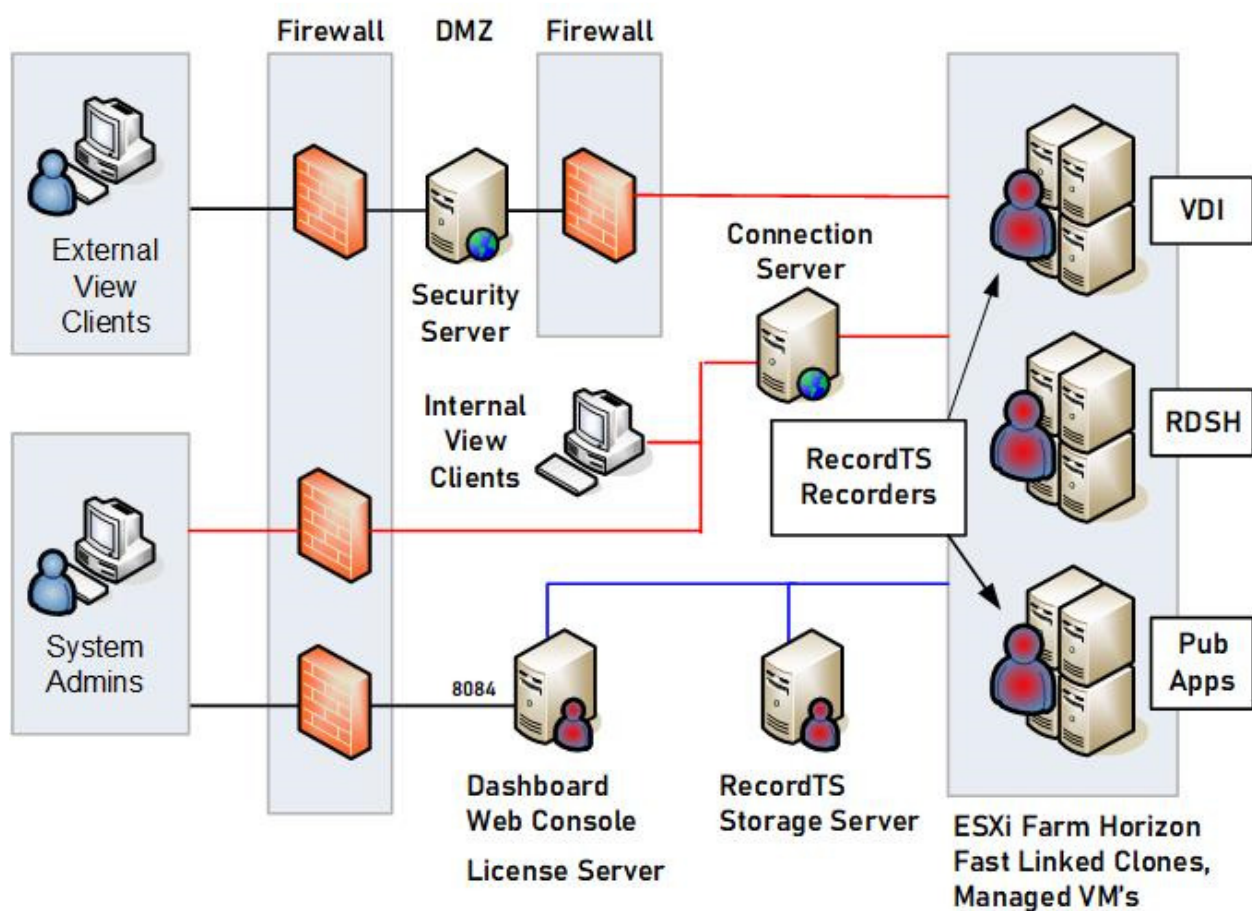 Firewall
DMZ
Firewall
External
View
Clients
Security
Server
Connection
Server
VDI
Internal
View
Clients
RecordTS
Recorders
RDSH
System
Admins
8084
Pub
Apps
Dashboard
Web Console
License Server
RecordTS
Storage Server
ESXi Farm Horizon
Fast Linked Clones,
Managed VM's